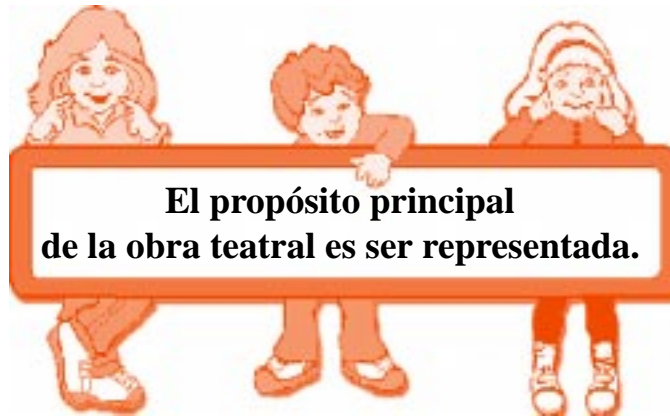 El propósito principal
de la obra teatral es ser representada.